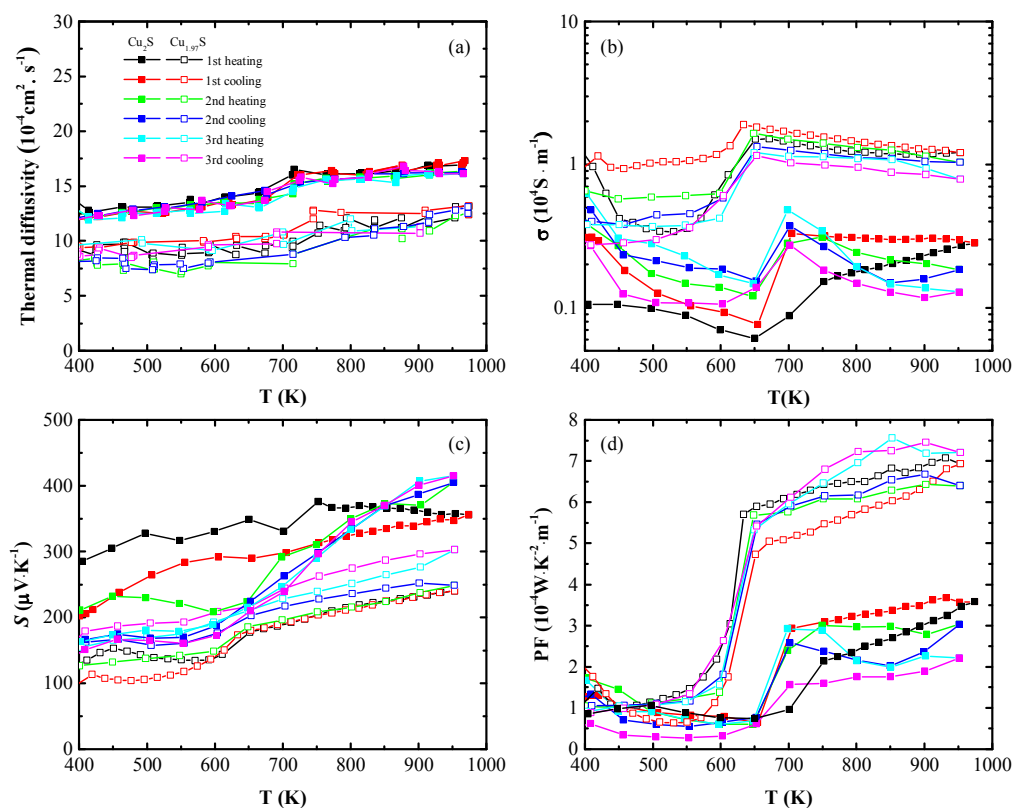 30
25
20
15
10
5
0
400 500 600 700 800 900 1000
T (K)
Thermal diffusivity (10⁻⁴cm². s⁻¹)
(a)
Cu₂S Cu₁.₉₇S
1st heating
1st cooling
2nd heating
2nd cooling
3rd heating
3rd cooling
10
1
0.1
400 500 600 700 800 900 1000
T(K)
σ (10⁴S · m⁻¹)
(b)
500
400
300
200
100
0
400 500 600 700 800 900 1000
T (K)
S (μV·K⁻¹)
(c)
8
7
6
5
4
3
2
1
0
400 500 600 700 800 900 1000
T (K)
PF (10⁻⁴W·K⁻²·m⁻¹)
(d)